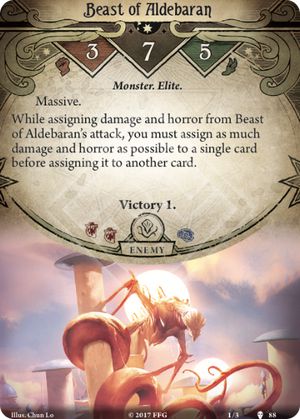 Beast of Aldebaran
3 7 5
Monster. Elite.
Massive.
While assigning damage and horror from Beast
of Aldebaran's attack, you must assign as much
damage and horror as possible to a single card
before assigning it to another card.
Victory 1.
ENEMY
Illus. Chun Lo
© 2017 FFG
1/3
88